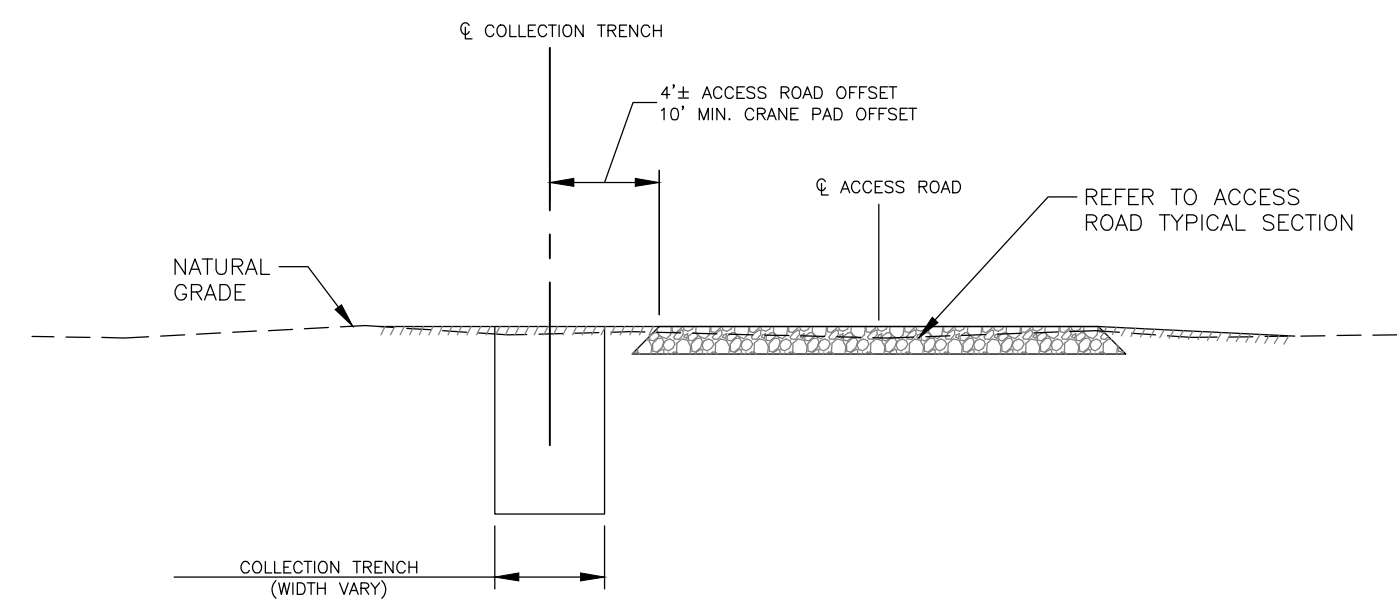 ℄ COLLECTION TRENCH
4'± ACCESS ROAD OFFSET
10' MIN. CRANE PAD OFFSET
℄ ACCESS ROAD
REFER TO ACCESS
ROAD TYPICAL SECTION
NATURAL
GRADE
COLLECTION TRENCH
(WIDTH VARY)